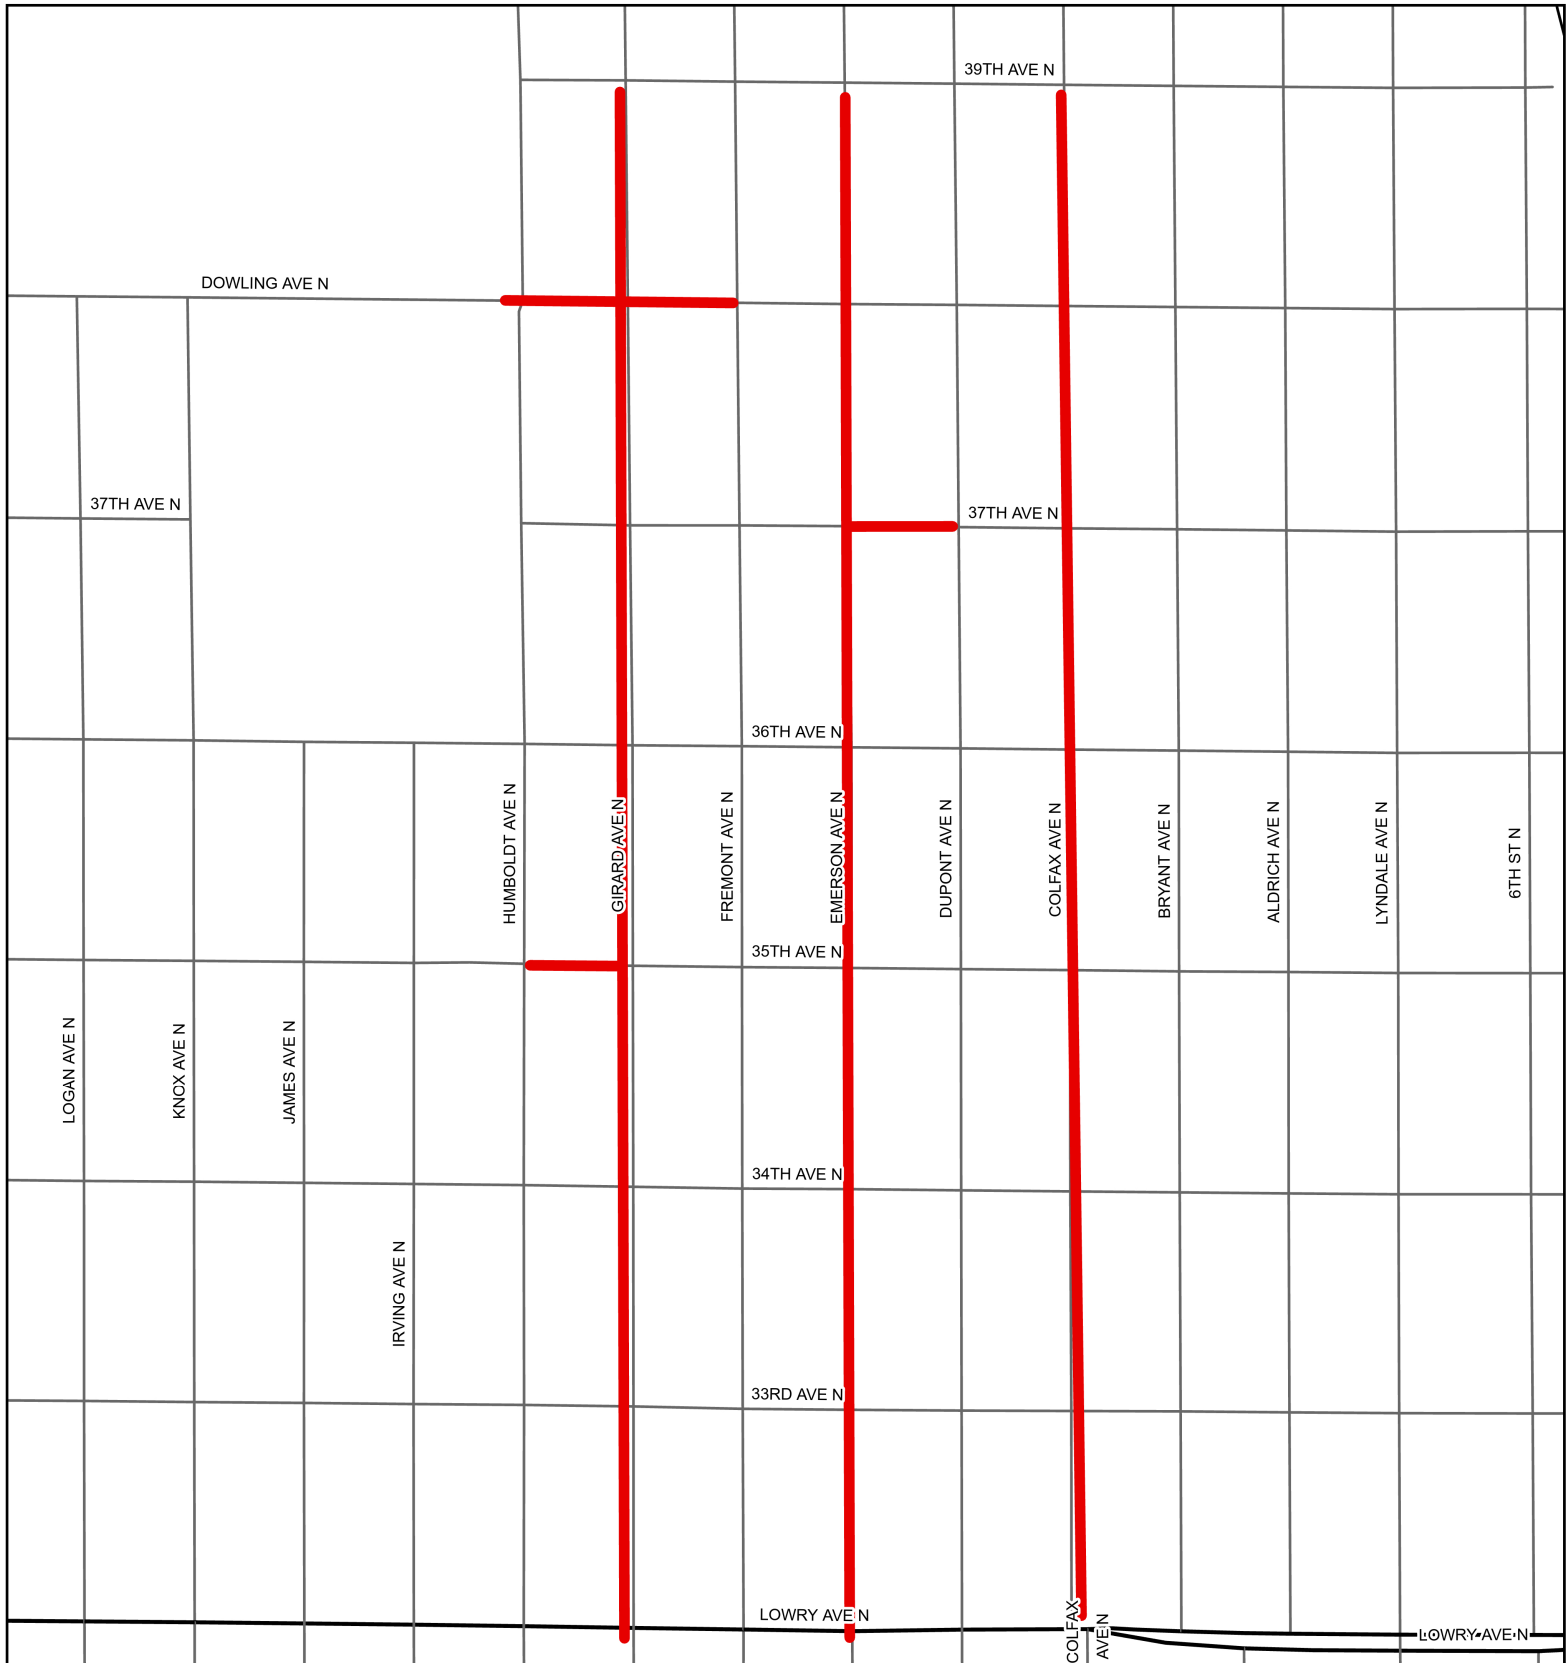 39TH AVE N
DOWLING AVE N
37TH AVE N
37TH AVE N
36TH AVE N
HUMBOLDT AVE N
GIRARD AVE N
FREMONT AVE N
EMERSON AVE N
DUPONT AVE N
COLFAX AVE N
BRYANT AVE N
ALDRICH AVE N
LYNDALE AVE N
6TH ST N
35TH AVE N
LOGAN AVE N
KNOX AVE N
JAMES AVE N
34TH AVE N
IRVING AVE N
33RD AVE N
LOWRY AVE N
COLFAX
AVE N
LOWRY AVE N